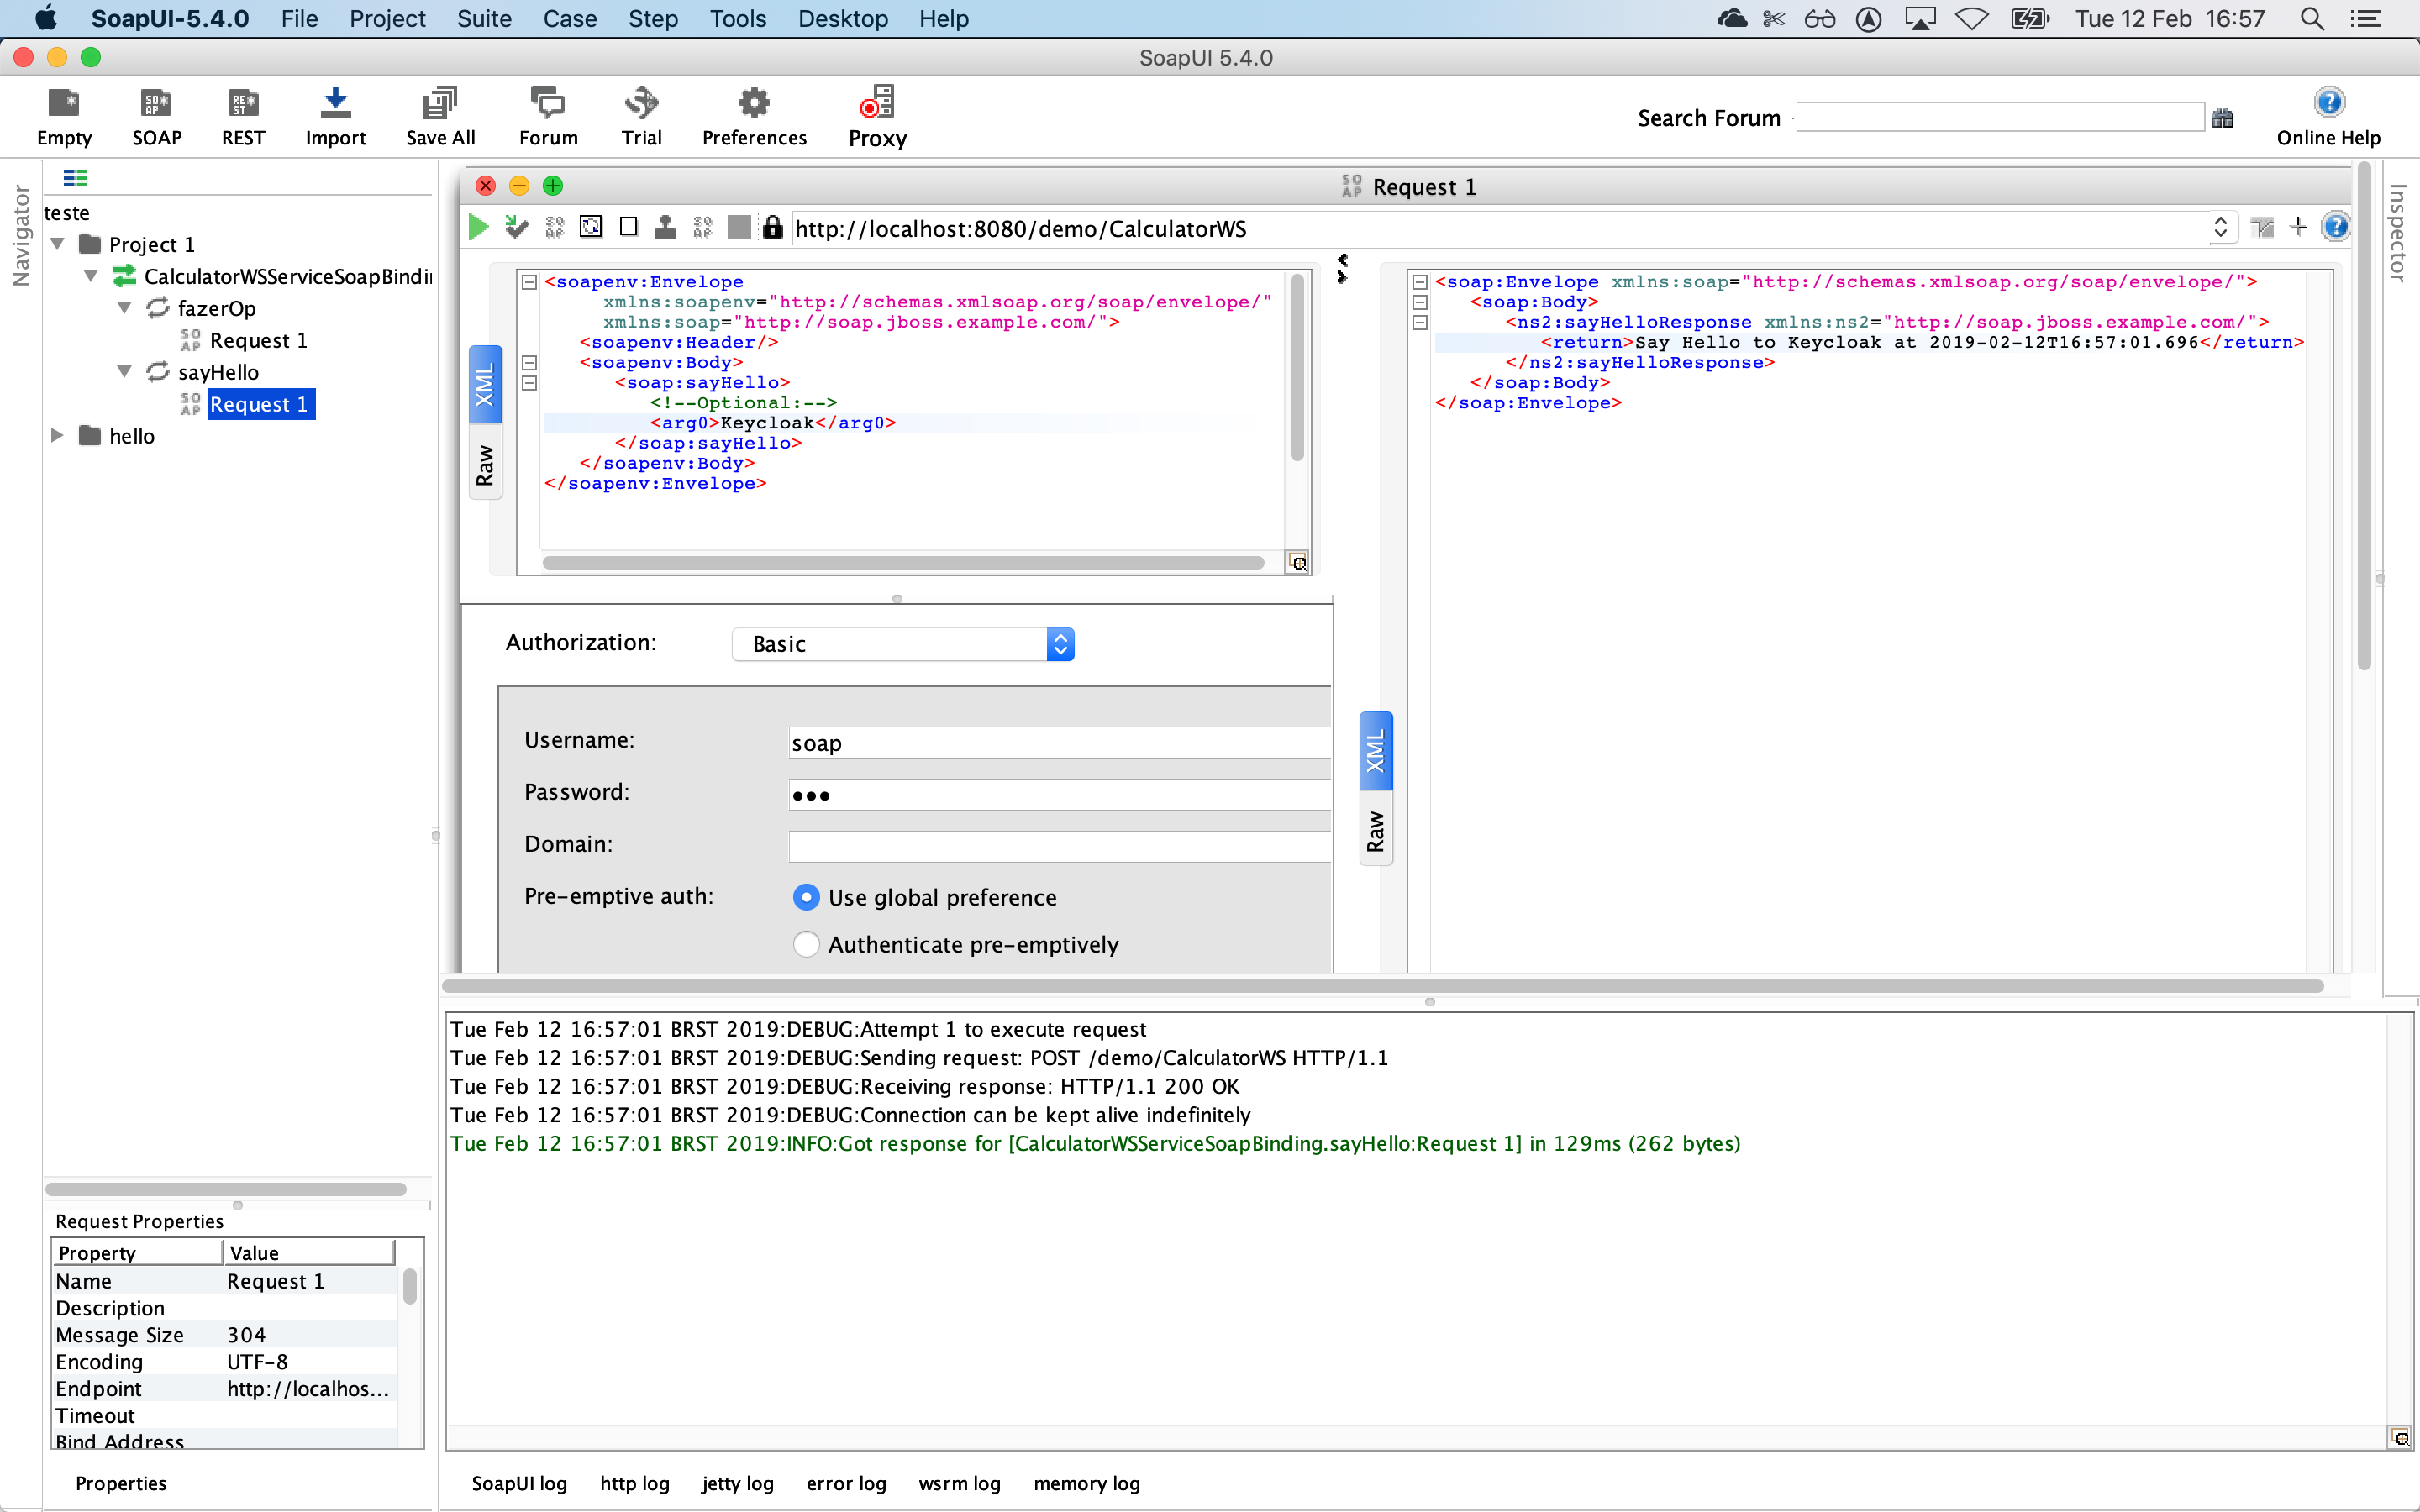 SoapUI-5.4.0 File Project Suite Case Step Tools Desktop Help Tue 12 Feb 16:57
SoapUI 5.4.0
Empty SOAP REST Import Save All Forum Trial Preferences Proxy Search Forum Online Help
Navigator
teste
Project 1
CalculatorWSServiceSoapBindin
fazerOp
SOAP Request 1
sayHello
SOAP Request 1
hello
SOAP Request 1
http://localhost:8080/demo/CalculatorWS
Inspector
XML
Raw
<soapenv:Envelope
xmlns:soapenv="http://schemas.xmlsoap.org/soap/envelope/"
xmlns:soap="http://soap.jboss.example.com/">
<soapenv:Header/>
<soapenv:Body>
<soap:sayHello>
<!--Optional:-->
<arg0>Keycloak</arg0>
</soap:sayHello>
</soapenv:Body>
</soapenv:Envelope>
<soap:Envelope xmlns:soap="http://schemas.xmlsoap.org/soap/envelope/">
<soap:Body>
<ns2:sayHelloResponse xmlns:ns2="http://soap.jboss.example.com/">
<return>Say Hello to Keycloak at 2019-02-12T16:57:01.696</return>
</ns2:sayHelloResponse>
</soap:Body>
</soap:Envelope>
XML
Raw
Authorization: Basic
Username: soap
Password: •••
Domain:
Pre-emptive auth: Use global preference
Authenticate pre-emptively
Tue Feb 12 16:57:01 BRST 2019:DEBUG:Attempt 1 to execute request
Tue Feb 12 16:57:01 BRST 2019:DEBUG:Sending request: POST /demo/CalculatorWS HTTP/1.1
Tue Feb 12 16:57:01 BRST 2019:DEBUG:Receiving response: HTTP/1.1 200 OK
Tue Feb 12 16:57:01 BRST 2019:DEBUG:Connection can be kept alive indefinitely
Tue Feb 12 16:57:01 BRST 2019:INFO:Got response for [CalculatorWSServiceSoapBinding.sayHello:Request 1] in 129ms (262 bytes)
Request Properties
Property Value
Name Request 1
Description
Message Size 304
Encoding UTF-8
Endpoint http://localhos...
Timeout
Bind Address
Properties
SoapUI log http log jetty log error log wsrm log memory log